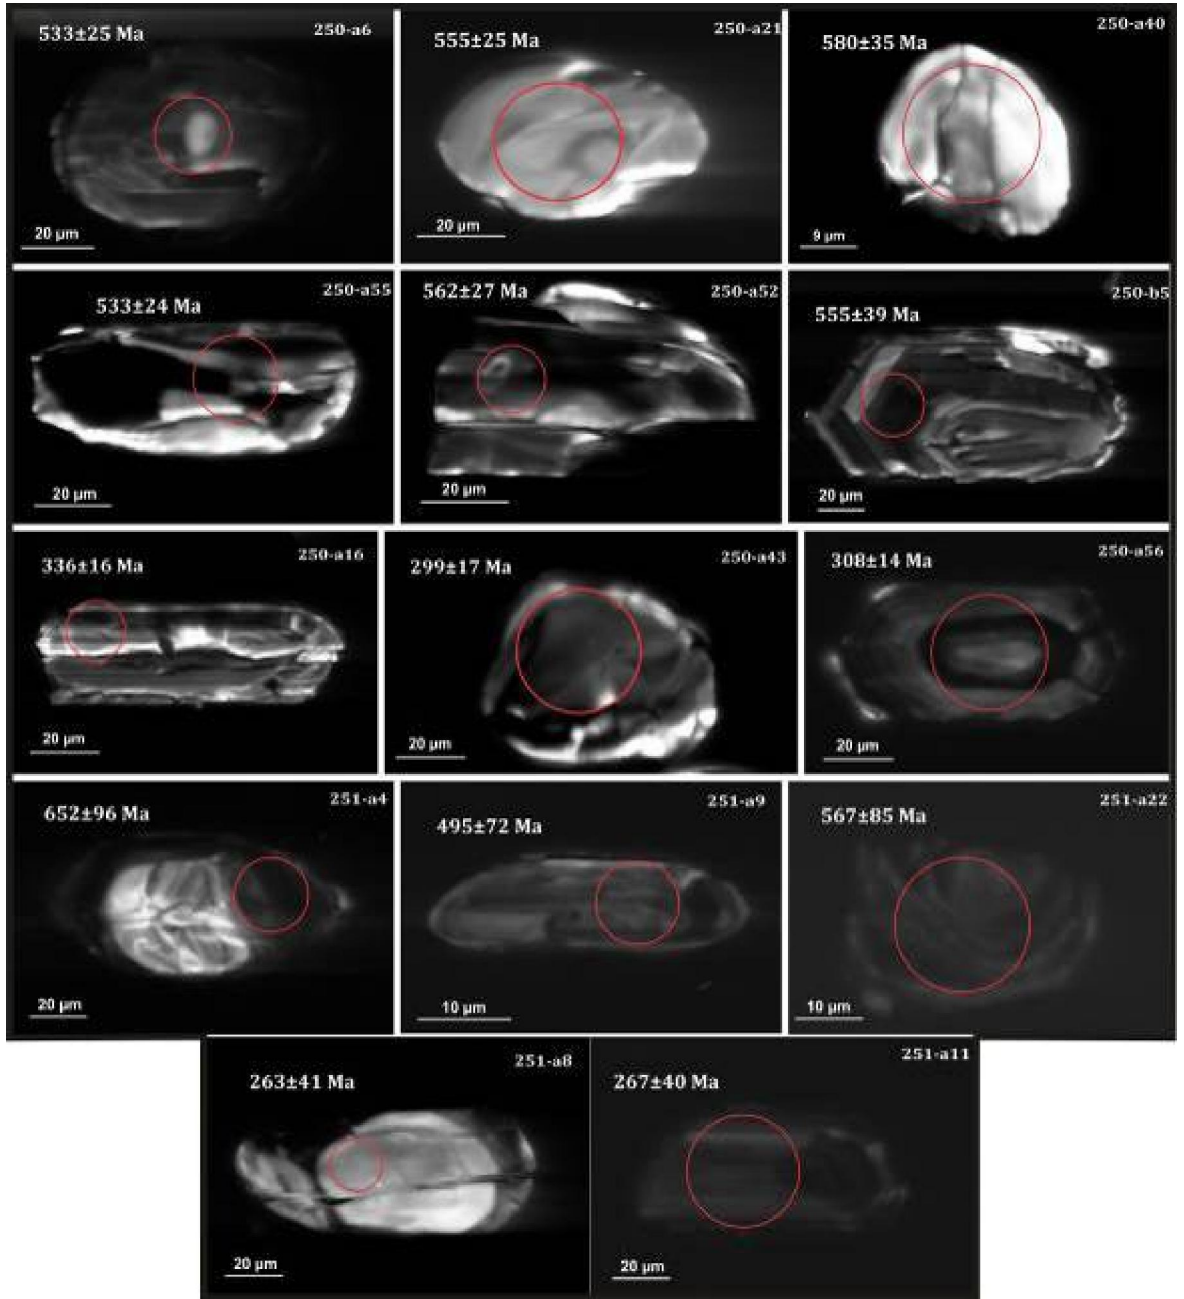 533±25 Ma
250-a6
20 µm
555±25 Ma
250-a21
20 µm
580±35 Ma
250-a40
9 µm
533±24 Ma
250-a55
20 µm
562±27 Ma
250-a52
20 µm
555±39 Ma
250-b5
20 µm
336±16 Ma
250-a16
20 µm
299±17 Ma
250-a43
20 µm
308±14 Ma
250-a56
20 µm
652±96 Ma
251-a4
20 µm
495±72 Ma
251-a9
10 µm
567±85 Ma
251-a22
10 µm
263±41 Ma
251-a8
20 µm
267±40 Ma
251-a11
20 µm